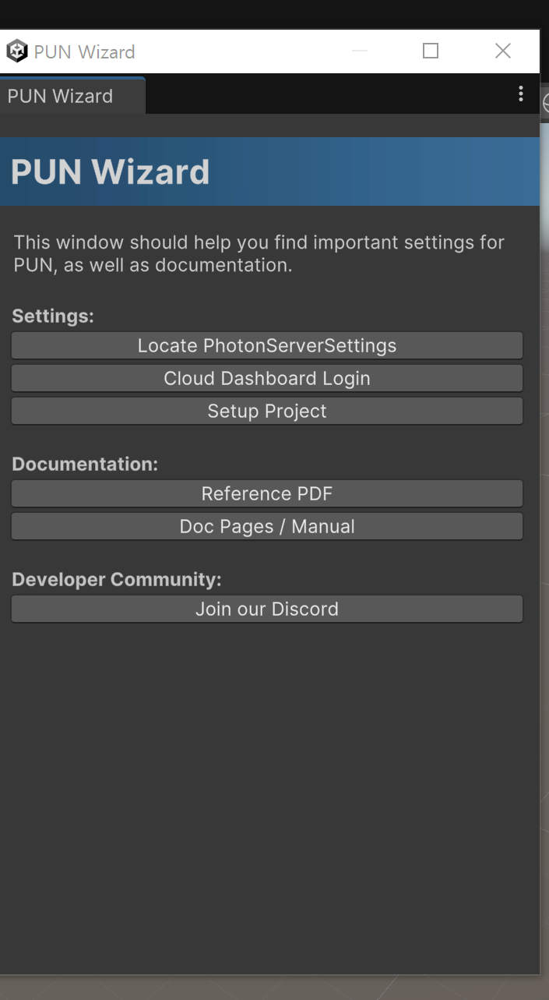 PUN Wizard
PUN Wizard
PUN Wizard
This window should help you find important settings for
PUN, as well as documentation.
Settings:
Locate PhotonServerSettings
Cloud Dashboard Login
Setup Project
Documentation:
Reference PDF
Doc Pages / Manual
Developer Community:
Join our Discord